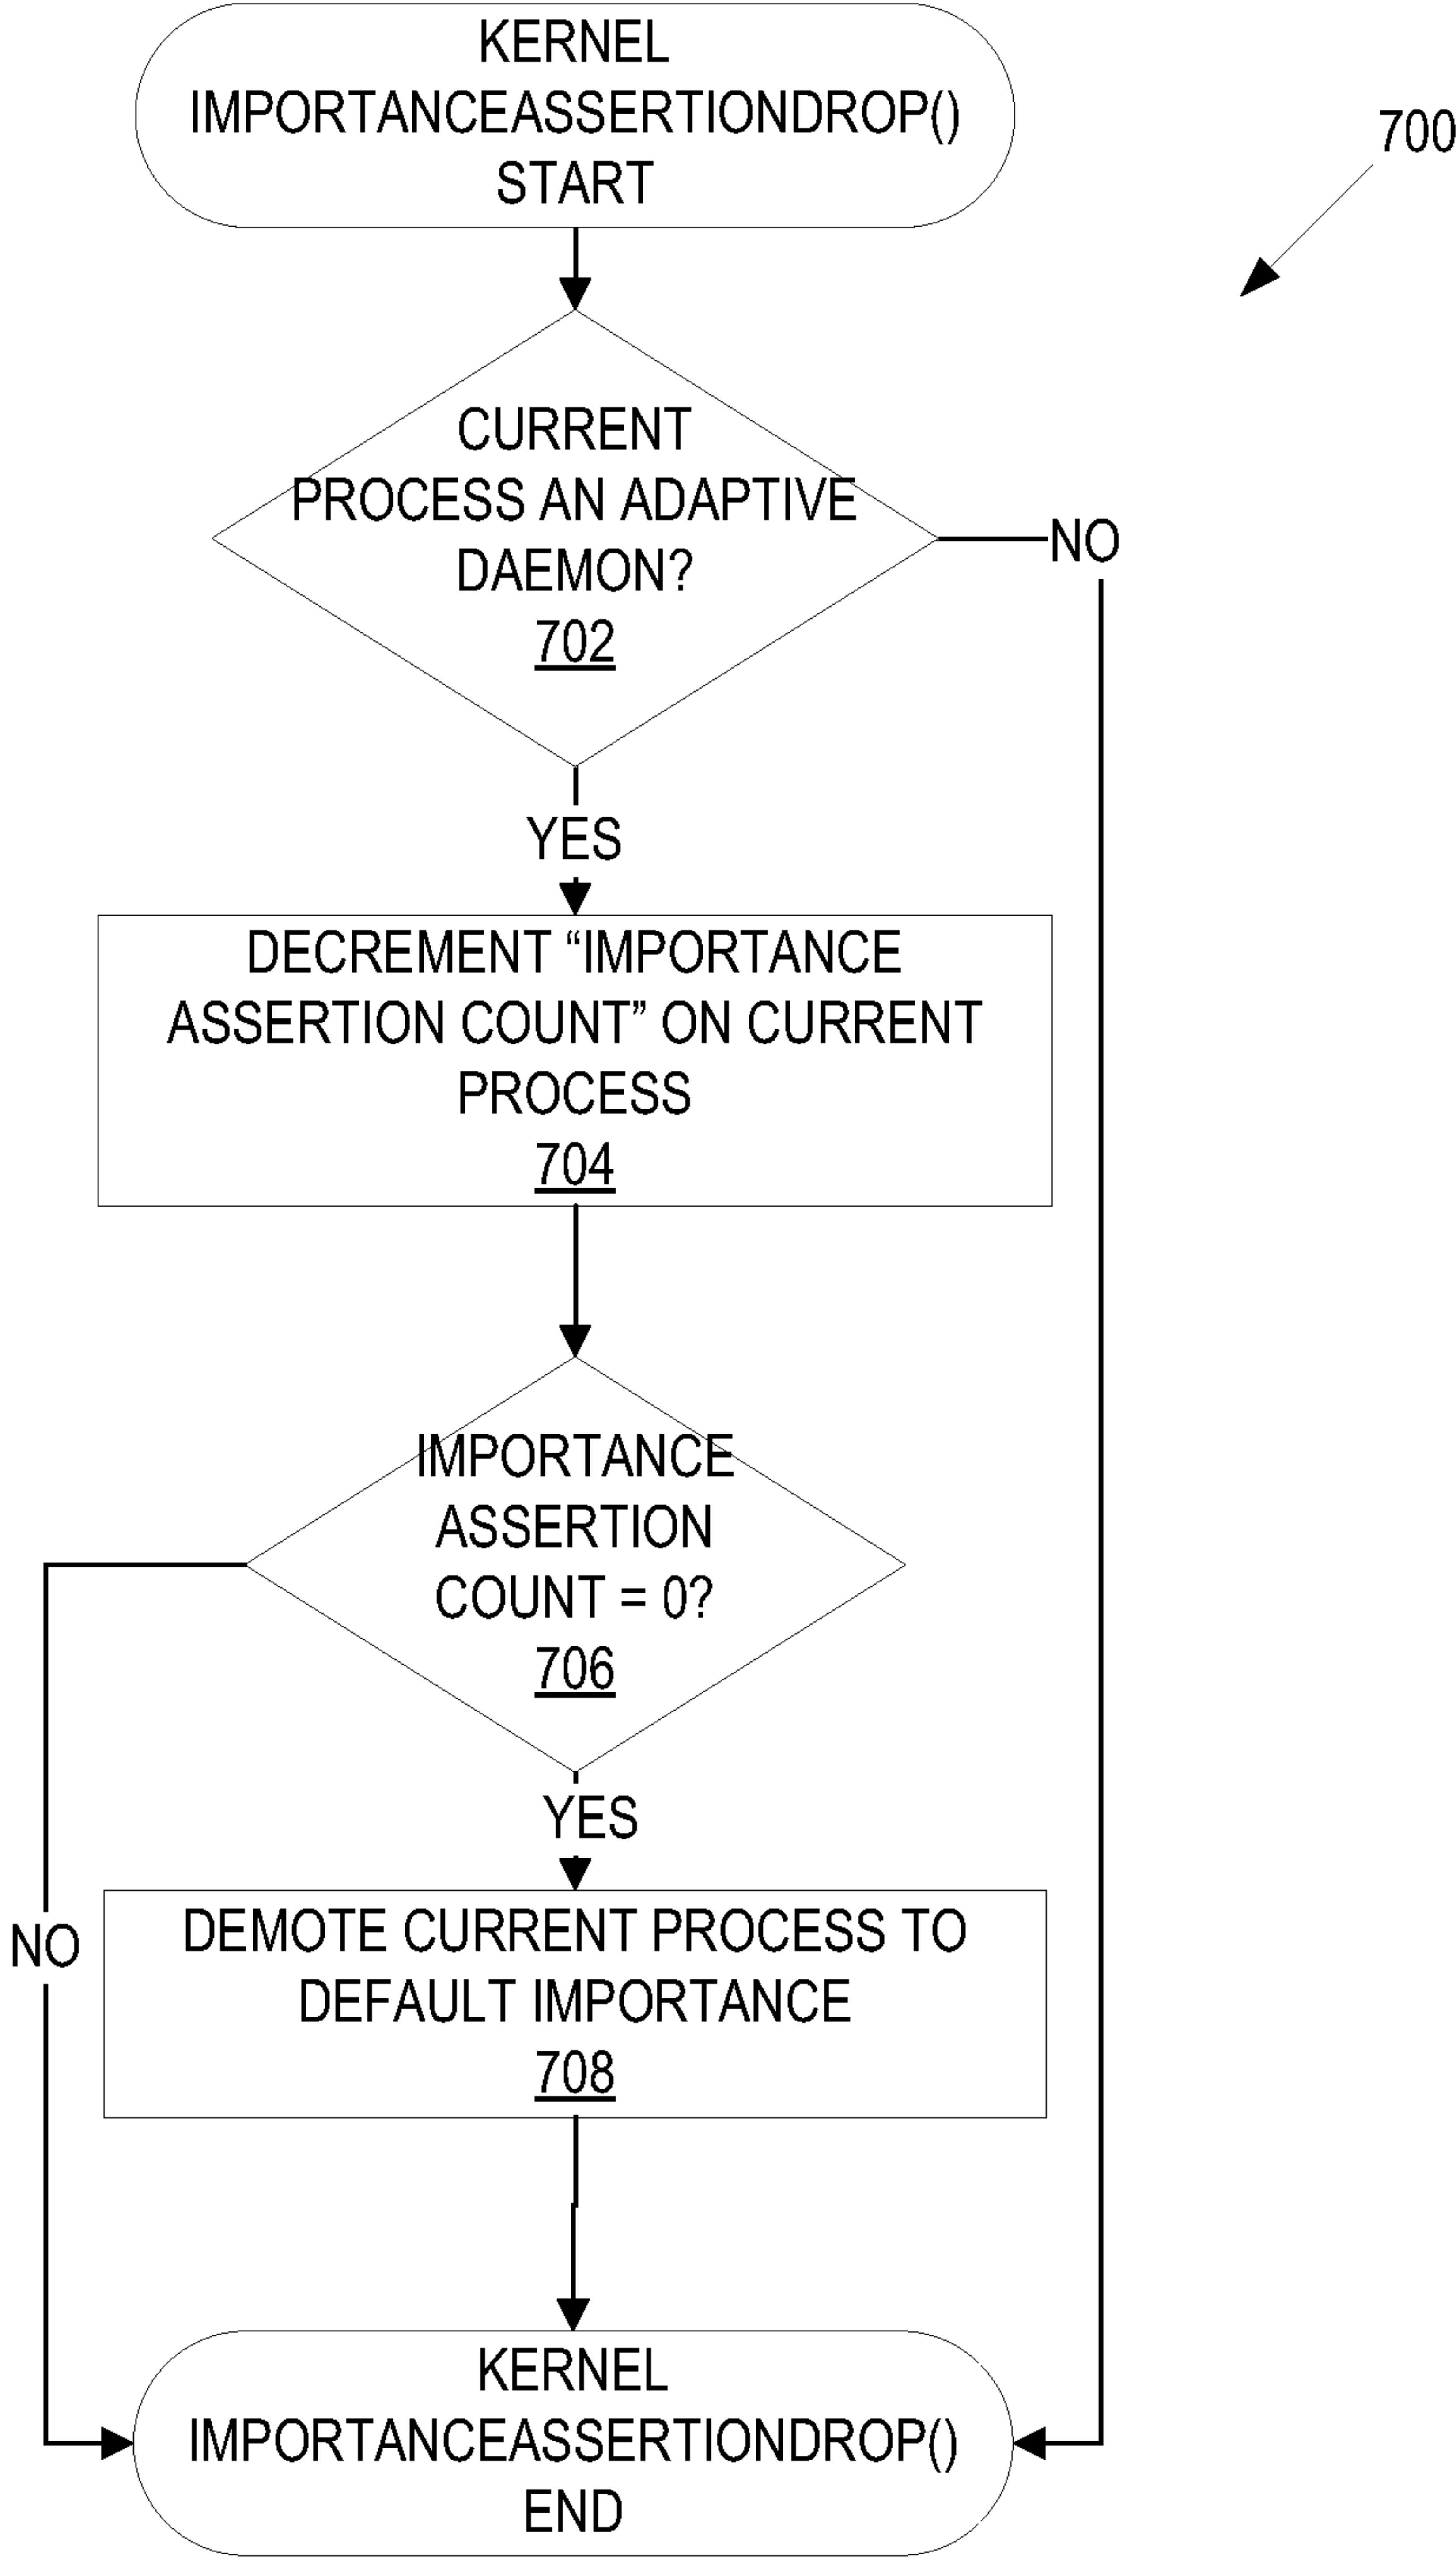 KERNEL
IMPORTANCEASSERTIONDROP()
START
700
CURRENT
PROCESS AN ADAPTIVE
DAEMON?
702
NO
YES
DECREMENT “IMPORTANCE
ASSERTION COUNT” ON CURRENT
PROCESS
704
IMPORTANCE
ASSERTION
COUNT = 0?
706
YES
NO
DEMOTE CURRENT PROCESS TO
DEFAULT IMPORTANCE
708
KERNEL
IMPORTANCEASSERTIONDROP()
END